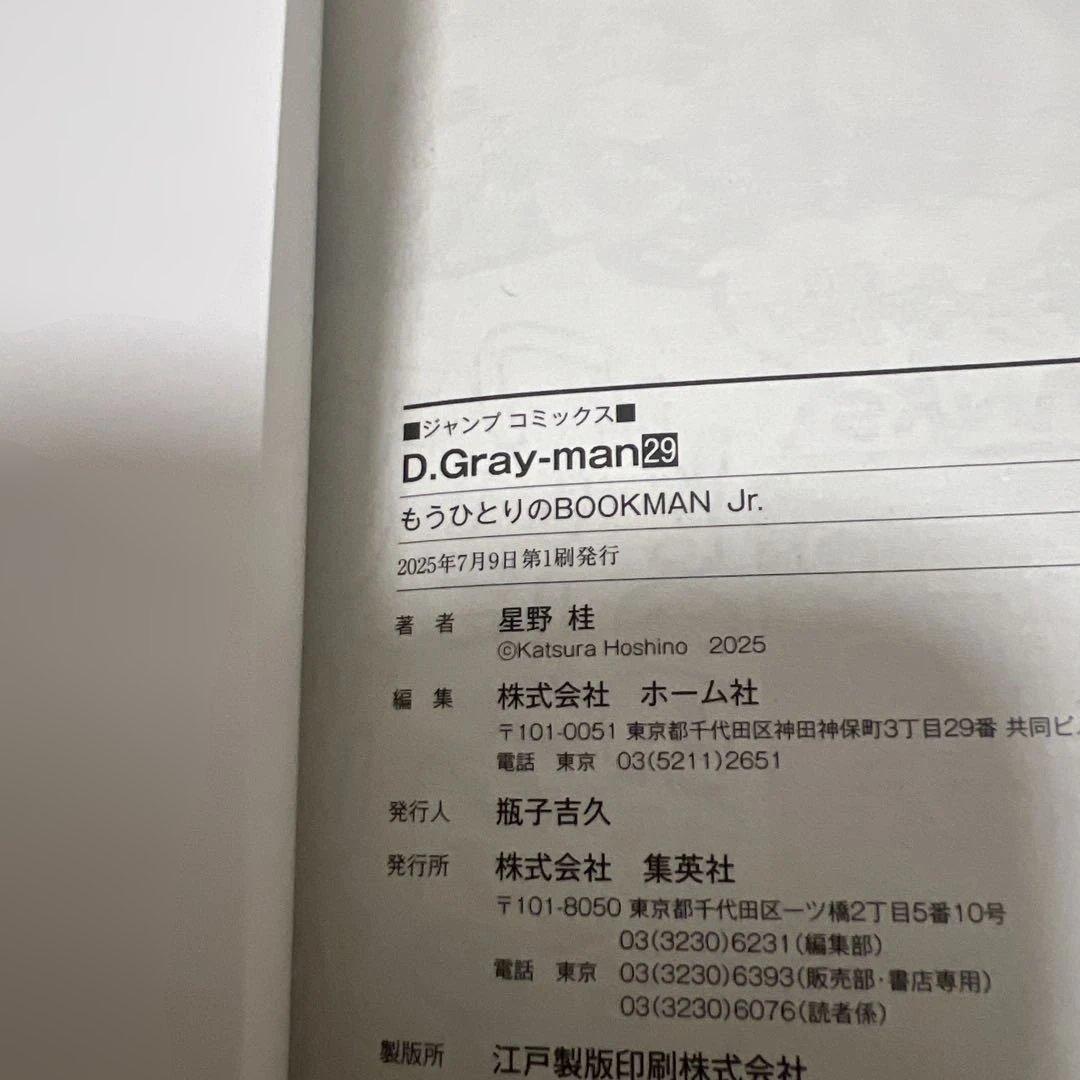 ■ジャンプ コミックス■
D.Gray-man29
もうひとりのBOOKMAN Jr.
2025年7月9日第1刷発行
著者 星野 桂
©Katsura Hoshino 2025
編集 株式会社 ホーム社
〒101-0051 東京都千代田区神田神保町3丁目29番 共同ビ
電話 東京 03(5211)2651
発行人 瓶子吉久
発行所 株式会社 集英社
〒101-8050 東京都千代田区一ツ橋2丁目5番10号
03(3230)6231(編集部)
電話 東京 03(3230)6393(販売部·書店専用)
03(3230)6076(読者係)
製版所 江戸製版印刷株式会社